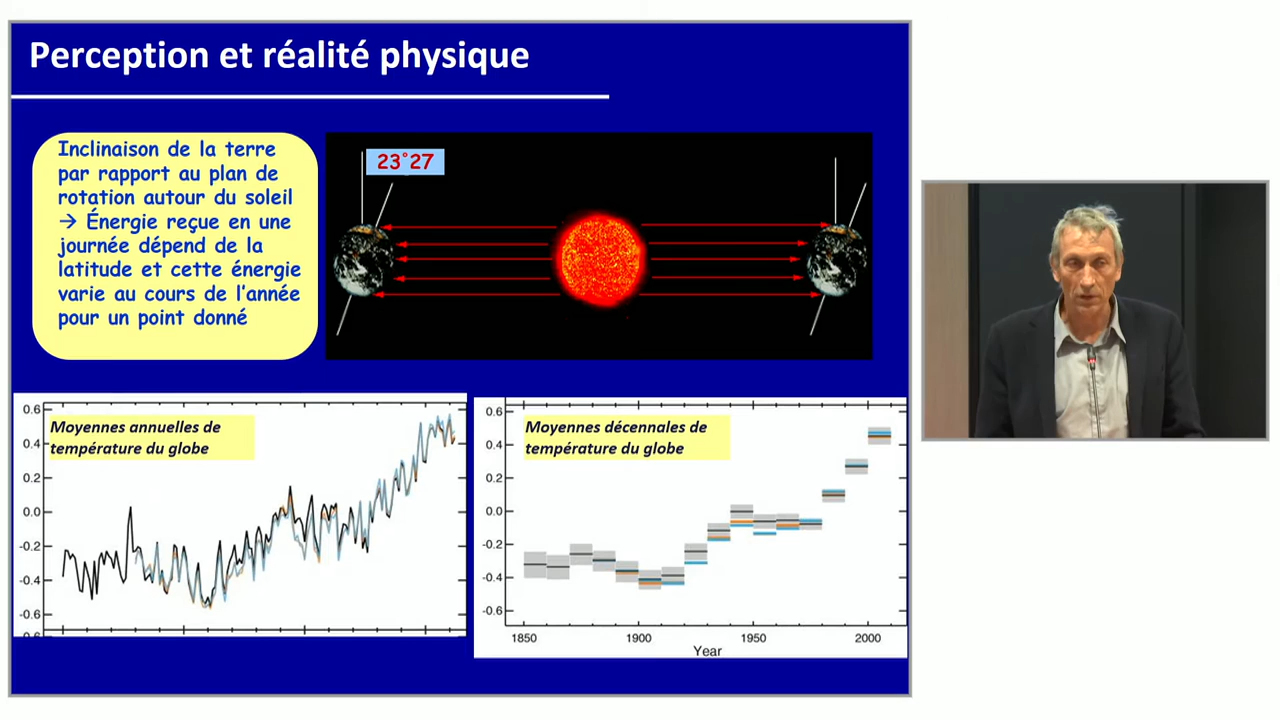 Perception et réalité physique
Inclinaison de la terre
par rapport au plan de
rotation autour du soleil
→ Énergie reçue en une
journée dépend de la
latitude et cette énergie
varie au cours de l'année
pour un point donné
23°27
Moyennes annuelles de
température du globe
0.6
0.4
0.2
0.0
-0.2
-0.4
-0.6
Moyennes décennales de
température du globe
0.6
0.4
0.2
0.0
-0.2
-0.4
-0.6
1850 1900 1950 2000
Year